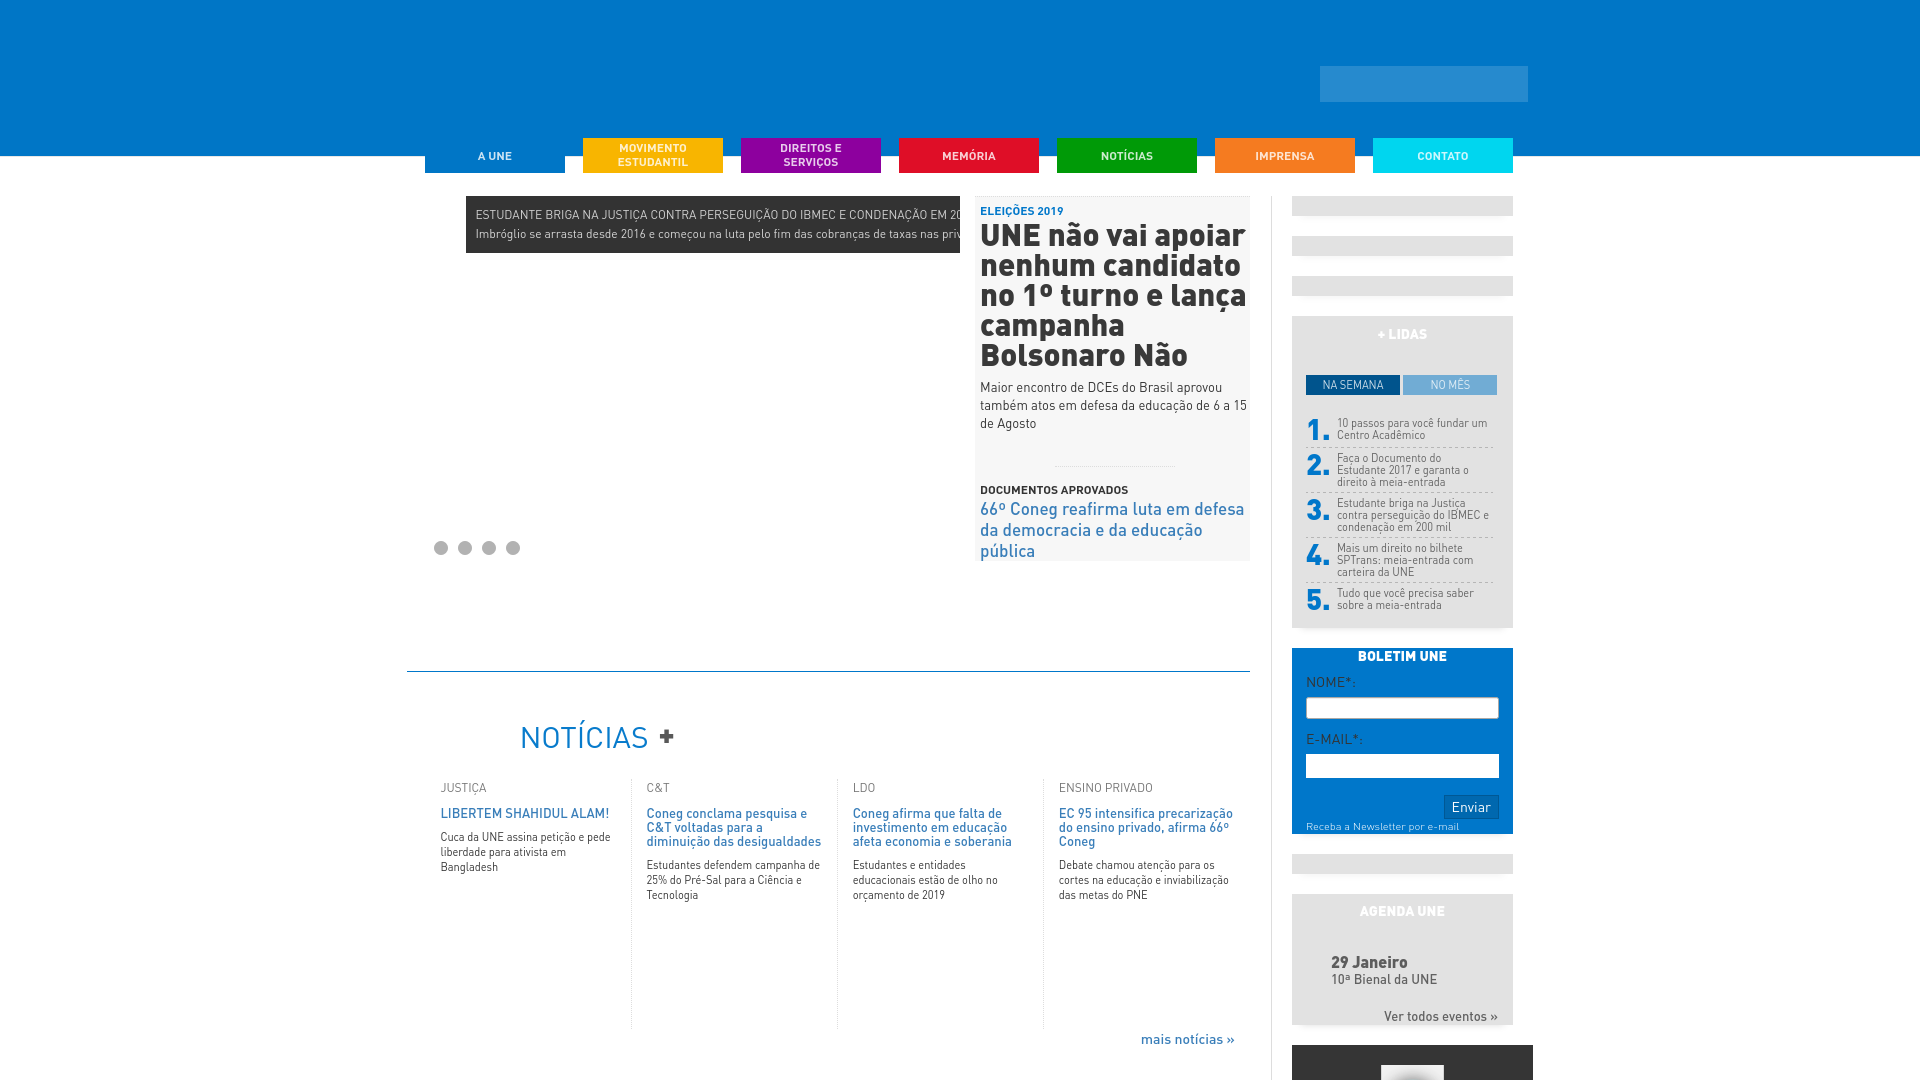 A UNE
MOVIMENTO
ESTUDANTIL
DIREITOS E
SERVIÇOS
MEMÓRIA
NOTÍCIAS
IMPRENSA
CONTATO
ESTUDANTE BRIGA NA JUSTIÇA CONTRA PERSEGUIÇÃO DO IBMEC E CONDENAÇÃO EM 20
Imbróglio se arrasta desde 2016 e começou na luta pelo fim das cobranças de taxas nas priv
ELEIÇÕES 2019
UNE não vai apoiar
nenhum candidato
no 1º turno e lança
campanha
Bolsonaro Não
Maior encontro de DCEs do Brasil aprovou
também atos em defesa da educação de 6 a 15
de Agosto
DOCUMENTOS APROVADOS
66º Coneg reafirma luta em defesa
da democracia e da educação
pública
NOTÍCIAS +
JUSTIÇA
LIBERTEM SHAHIDUL ALAM!
Cuca da UNE assina petição e pede
liberdade para ativista em
Bangladesh
C&T
Coneg conclama pesquisa e
C&T voltadas para a
diminuição das desigualdades
Estudantes defendem campanha de
25% do Pré-Sal para a Ciência e
Tecnologia
LDO
Coneg afirma que falta de
investimento em educação
afeta economia e soberania
Estudantes e entidades
educacionais estão de olho no
orçamento de 2019
ENSINO PRIVADO
EC 95 intensifica precarização
do ensino privado, afirma 66º
Coneg
Debate chamou atenção para os
cortes na educação e inviabilização
das metas do PNE
mais notícias »
+ LIDAS
NA SEMANA
NO MÊS
1. 10 passos para você fundar um
Centro Acadêmico
2. Faça o Documento do
Estudante 2017 e garanta o
direito à meia-entrada
3. Estudante briga na Justiça
contra perseguição do IBMEC e
condenação em 200 mil
4. Mais um direito no bilhete
SPTrans: meia-entrada com
carteira da UNE
5. Tudo que você precisa saber
sobre a meia-entrada
BOLETIM UNE
NOME*:
E-MAIL*:
Enviar
Receba a Newsletter por e-mail
AGENDA UNE
29 Janeiro
10ª Bienal da UNE
Ver todos eventos »